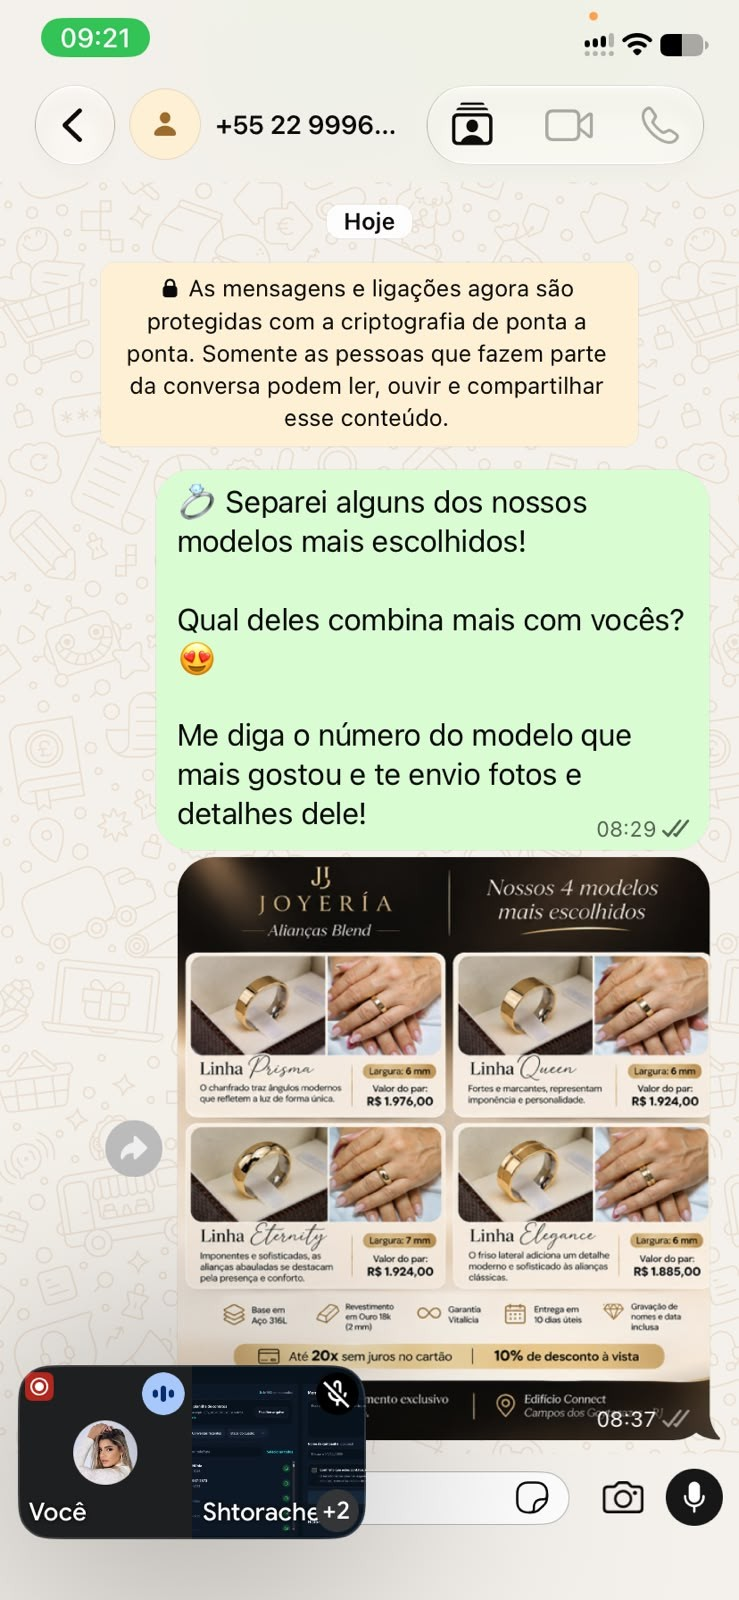 09:21
+55 22 9996...
Hoje
As mensagens e ligações agora são
protegidas com a criptografia de ponta a
ponta. Somente as pessoas que fazem parte
da conversa podem ler, ouvir e compartilhar
esse conteúdo.
💍 Separei alguns dos nossos
modelos mais escolhidos!
Qual deles combina mais com vocês?
😍
Me diga o número do modelo que
mais gostou e te envio fotos e
detalhes dele!
08:29
JOYERÍA
Alianças Blend
Nossos 4 modelos
mais escolhidos
Linha Prisma
O chanfrado traz ângulos modernos
que refletem a luz de forma única.
Largura: 6 mm
Valor do par:
R$ 1.976,00
Linha Queen
Fortes e marcantes, representam
imponência e personalidade.
Largura: 6 mm
Valor do par:
R$ 1.924,00
Linha Eternity
Imponentes e sofisticadas, as
alianças abauladas se destacam
pela presença e conforto.
Largura: 7 mm
Valor do par:
R$ 1.924,00
Linha Elegance
O friso lateral adiciona um detalhe
moderno e sofisticado às alianças
clássicas.
Largura: 6 mm
Valor do par:
R$ 1.885,00
Base em
Aço 316L
Revestimento
em Ouro 18k
(2 mm)
Garantia
Vitalícia
Entrega em
10 dias úteis
Gravação de
nomes e data
inclusa
Até 20x sem juros no cartão
10% de desconto à vista
mento exclusivo
Edifício Connect
Campos dos
08:37
Você
Shtorache
+2